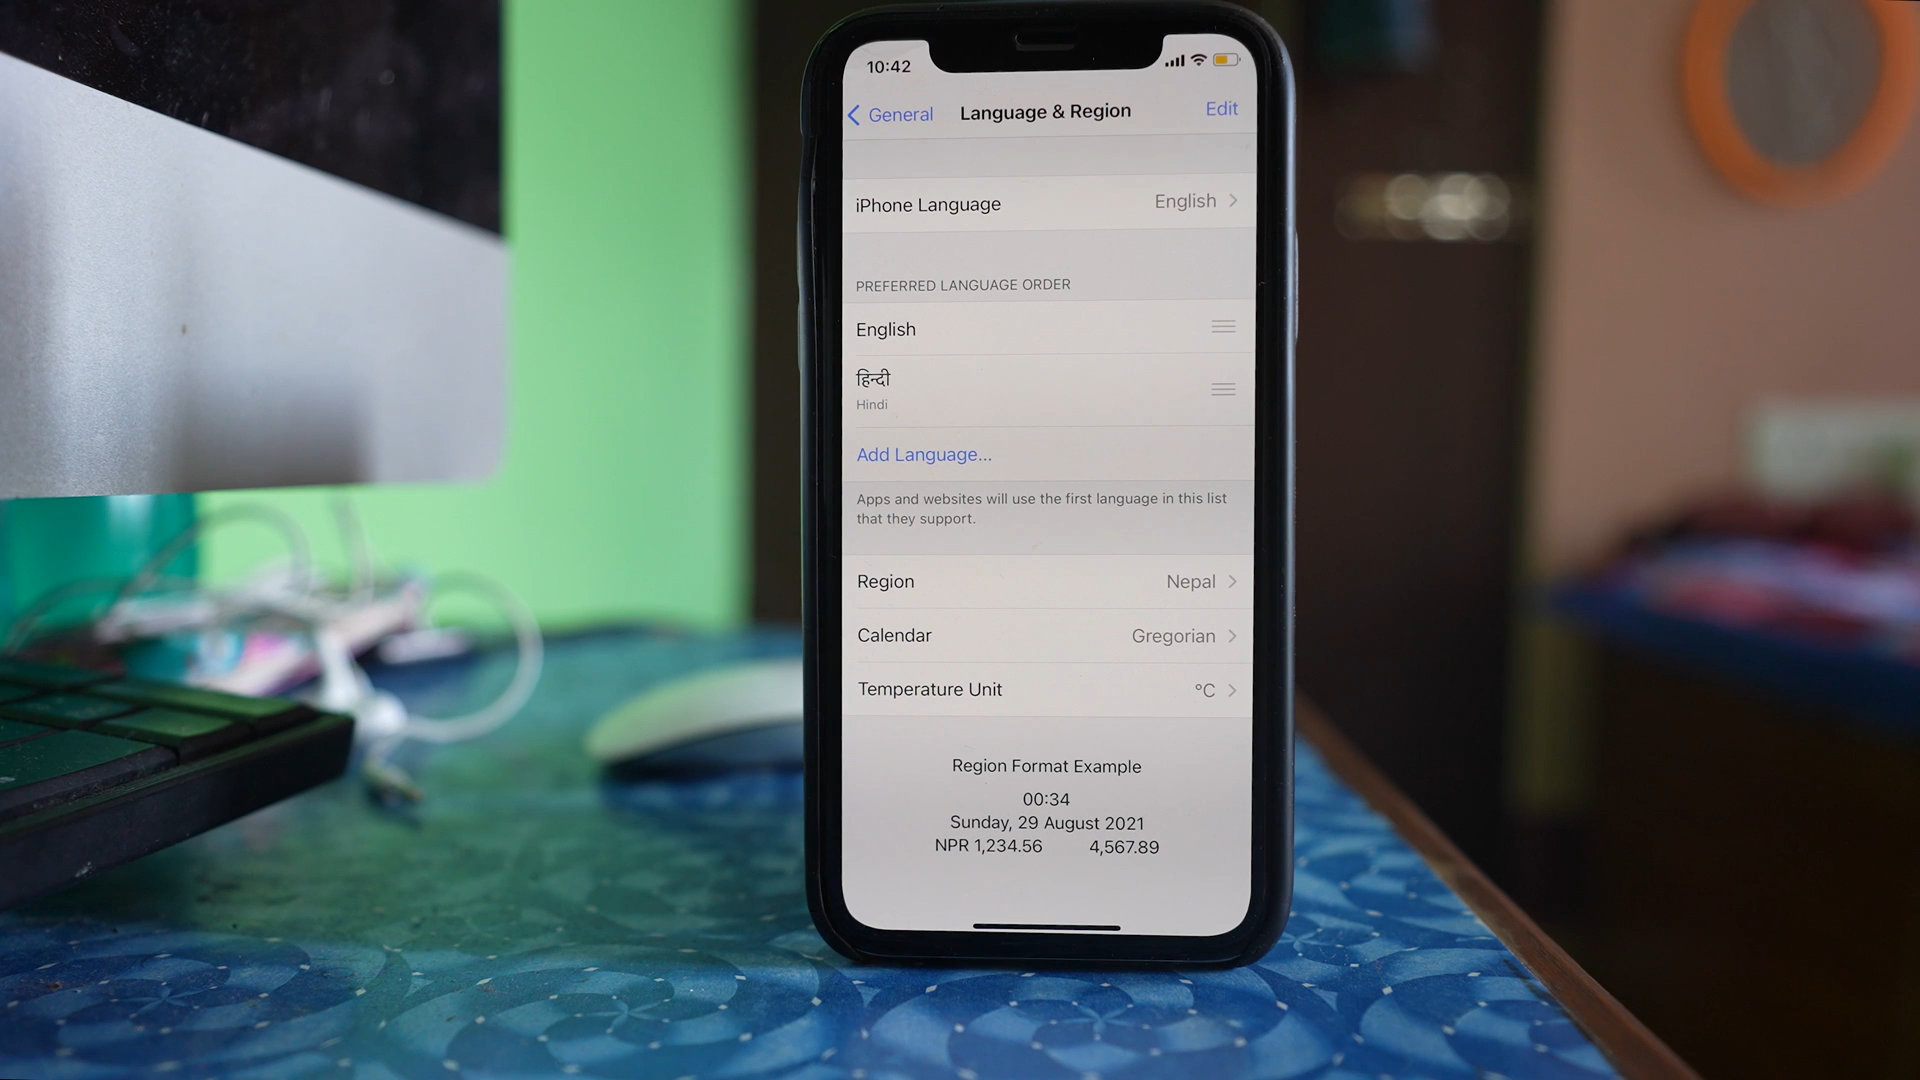 10:42
General Language & Region Edit
iPhone Language English
PREFERRED LANGUAGE ORDER
English
हिन्दी
Hindi
Add Language...
Apps and websites will use the first language in this list
that they support.
Region Nepal
Calendar Gregorian
Temperature Unit °C
Region Format Example
00:34
Sunday, 29 August 2021
NPR 1,234.56 4,567.89